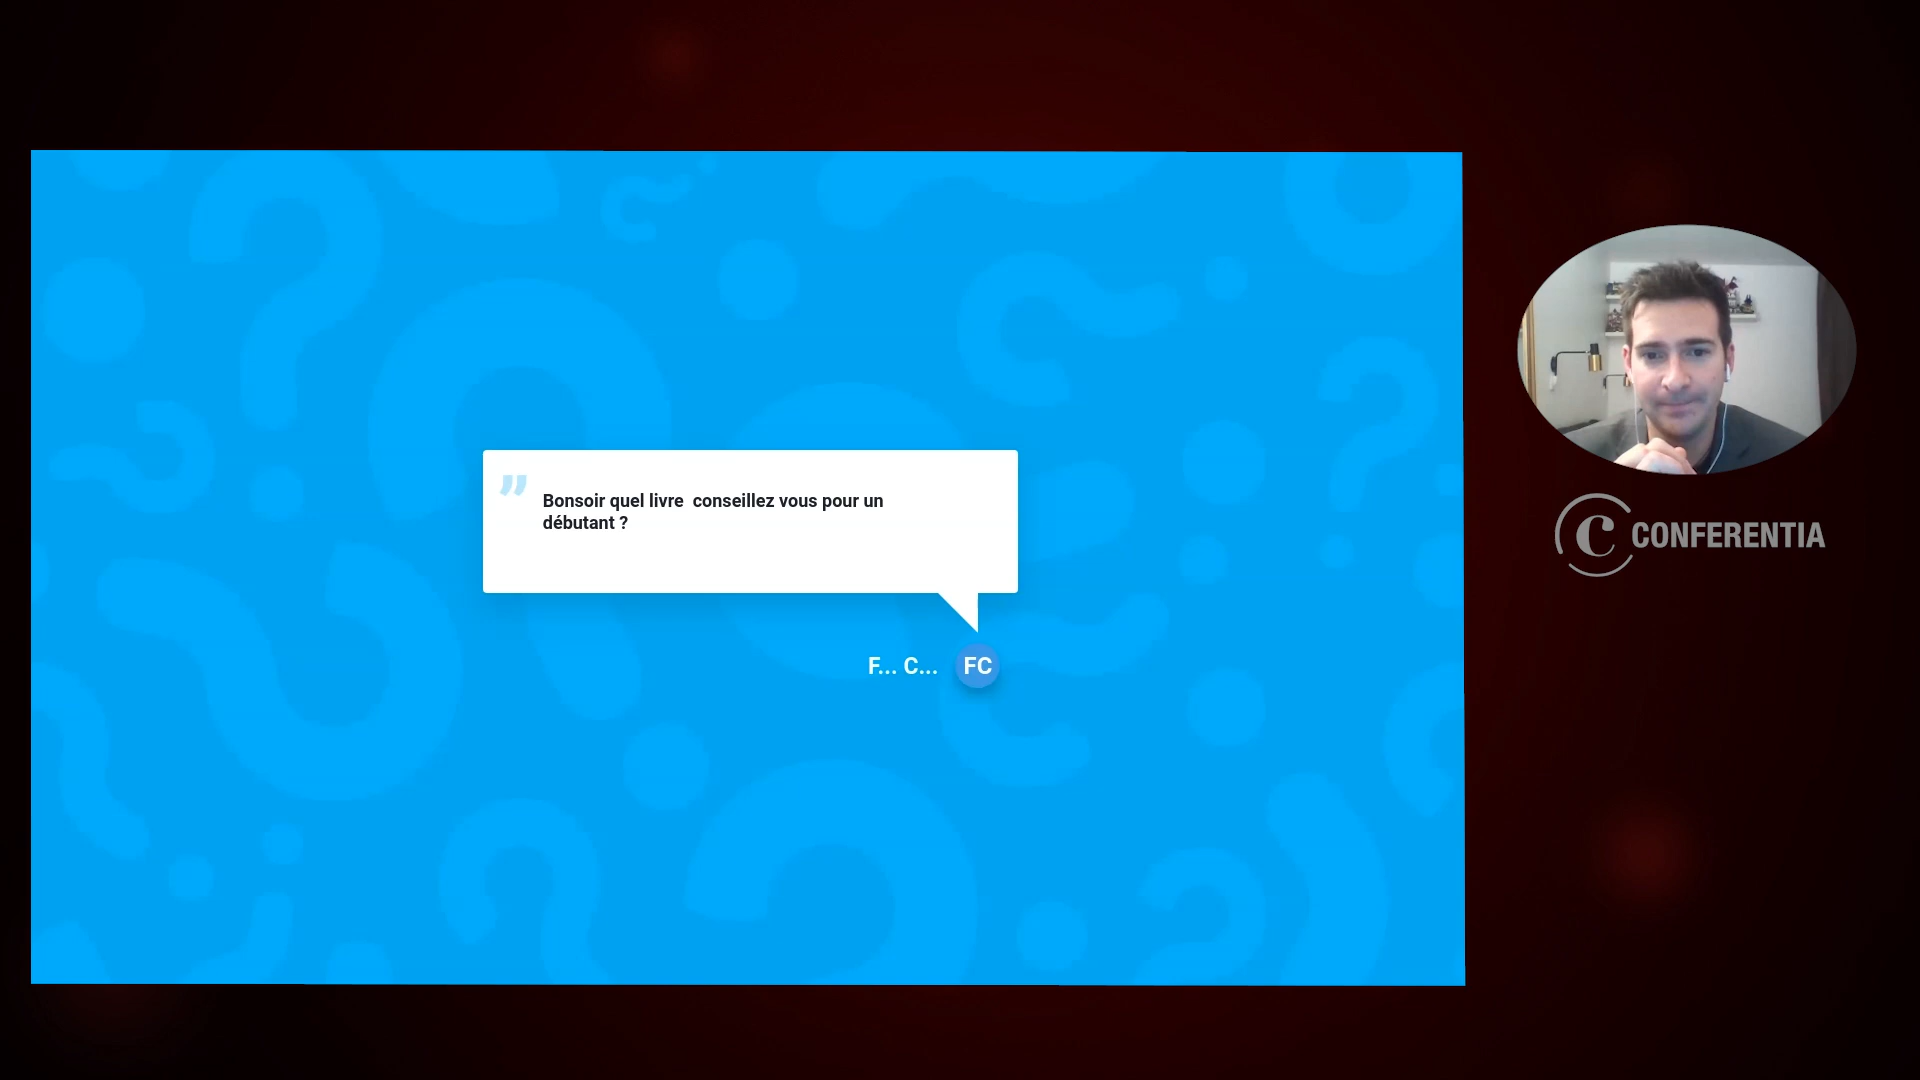 Bonsoir quel livre  conseillez vous pour un
débutant ?
F... C...
FC
C CONFERENTIA